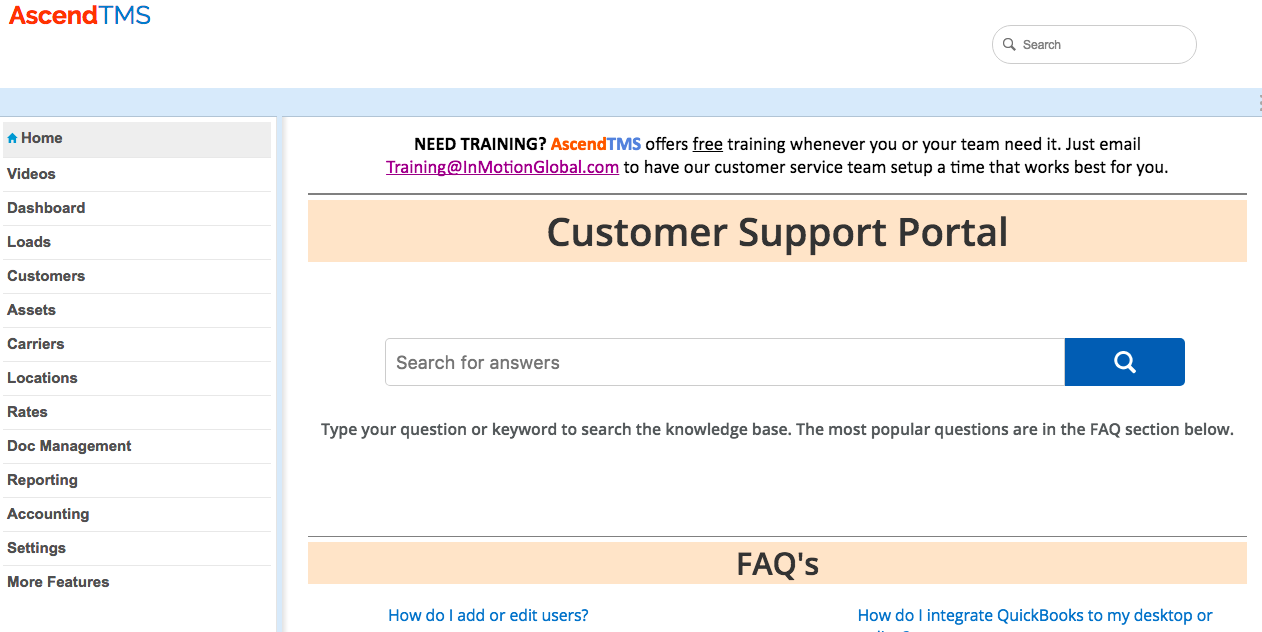 AscendTMS
Search
Home
Videos
Dashboard
Loads
Customers
Assets
Carriers
Locations
Rates
Doc Management
Reporting
Accounting
Settings
More Features
NEED TRAINING? AscendTMS offers free training whenever you or your team need it. Just email
Training@InMotionGlobal.com to have our customer service team setup a time that works best for you.
Customer Support Portal
Search for answers
Type your question or keyword to search the knowledge base. The most popular questions are in the FAQ section below.
FAQ's
How do I add or edit users?
How do I integrate QuickBooks to my desktop or